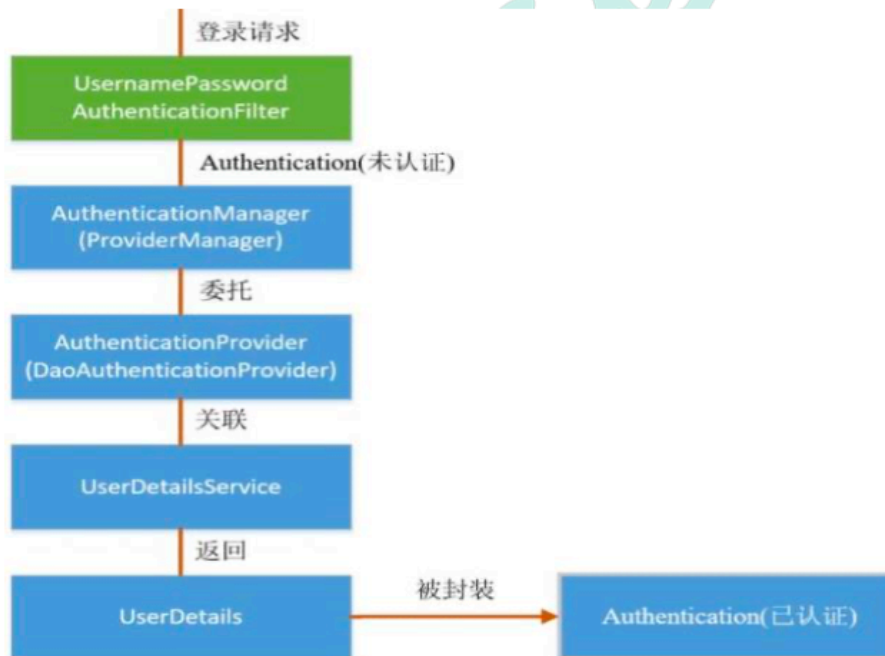 登录请求
UsernamePassword
AuthenticationFilter
Authentication(未认证)
AuthenticationManager
(ProviderManager)
委托
AuthenticationProvider
(DaoAuthenticationProvider)
关联
UserDetailsService
返回
UserDetails
被封装
Authentication(已认证)